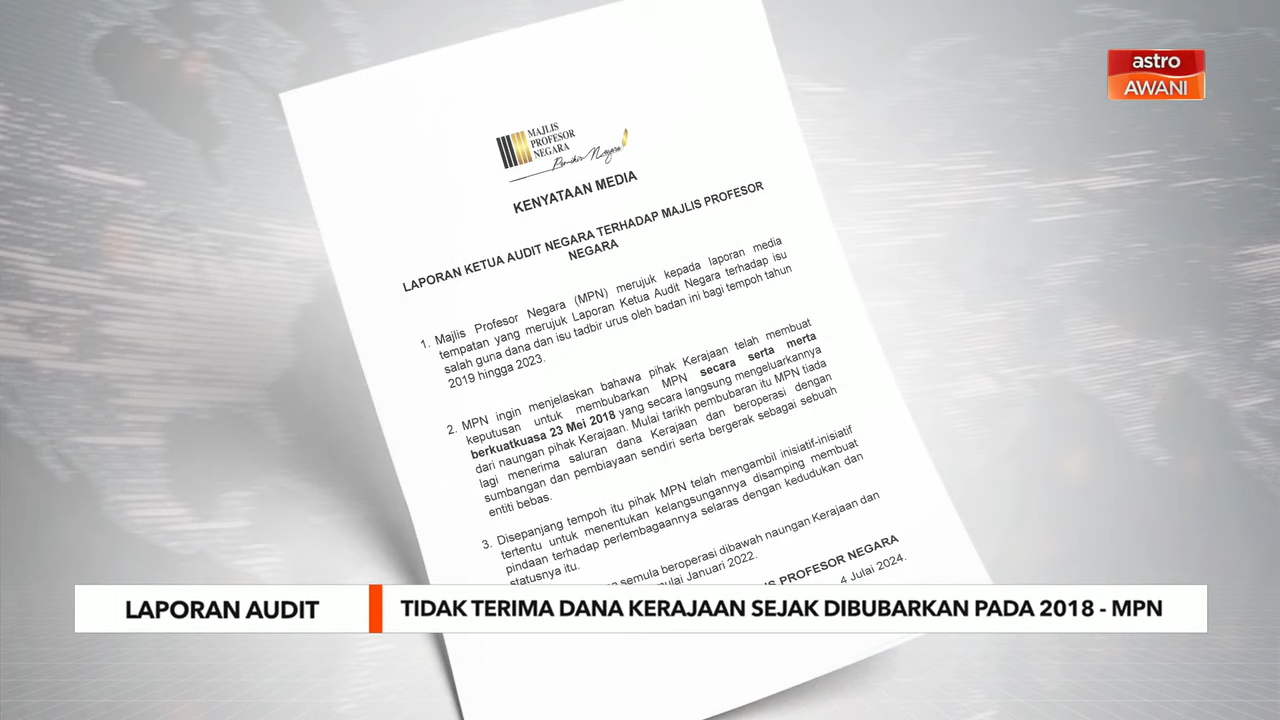 astro
AWANI
MAJLIS
PROFESOR
NEGARA
Pemikir Negara
KENYATAAN MEDIA
LAPORAN KETUA AUDIT NEGARA TERHADAP MAJLIS PROFESOR
NEGARA
1. Majlis Profesor Negara (MPN) merujuk kepada laporan media
tempatan yang merujuk Laporan Ketua Audit Negara terhadap isu
salah guna dana dan isu tadbir urus oleh badan ini bagi tempoh tahun
2019 hingga 2023.
2. MPN ingin menjelaskan bahawa pihak Kerajaan telah membuat
keputusan untuk membubarkan MPN secara serta merta
berkuatkuasa 23 Mei 2018 yang secara langsung mengeluarkannya
dari naungan pihak Kerajaan. Mulai tarikh pembubaran itu MPN tiada
lagi menerima saluran dana Kerajaan dan beroperasi dengan
sumbangan dan pembiayaan sendiri serta bergerak sebagai sebuah
entiti bebas.
3. Disepanjang tempoh itu pihak MPN telah mengambil inisiatif-inisiatif
tertentu untuk menentukan kelangsungannya disamping membuat
pindaan terhadap perlembagaannya selaras dengan kedudukan dan
statusnya itu.
semula beroperasi dibawah naungan Kerajaan dan
mulai Januari 2022.
PROFESOR NEGARA
4 Julai 2024.
LAPORAN AUDIT
TIDAK TERIMA DANA KERAJAAN SEJAK DIBUBARKAN PADA 2018 - MPN